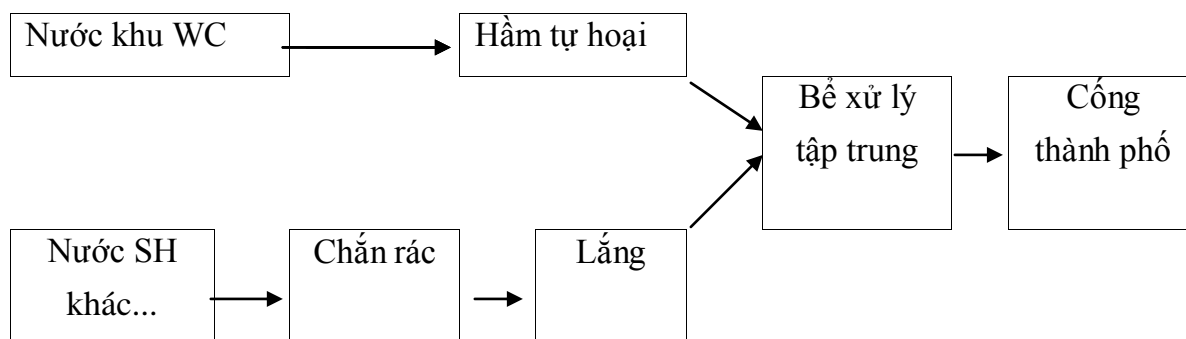 Nước khu WC
Hầm tự hoại
Bể xử lý
tập trung
Cống
thành phố
Nước SH
khác...
Chắn rác
Lắng